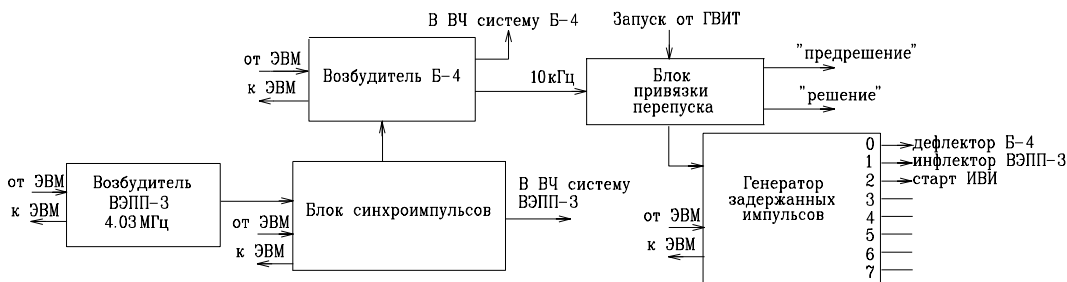 В ВЧ систему Б-4
Запуск от ГВИТ
от ЭВМ
к ЭВМ
Возбудитель Б-4
10кГц
Блок
привязки
перепуска
"предрешение"
"решение"
от ЭВМ
к ЭВМ
Возбудитель
ВЭПП-3
4.03МГц
от ЭВМ
к ЭВМ
Блок синхроимпульсов
В ВЧ систему
ВЭПП-3
от ЭВМ
к ЭВМ
Генератор
задержанных
импульсов
0 дефлектор Б-4
1 инфлектор ВЭПП-3
2 старт ИВИ
3
4
5
6
7